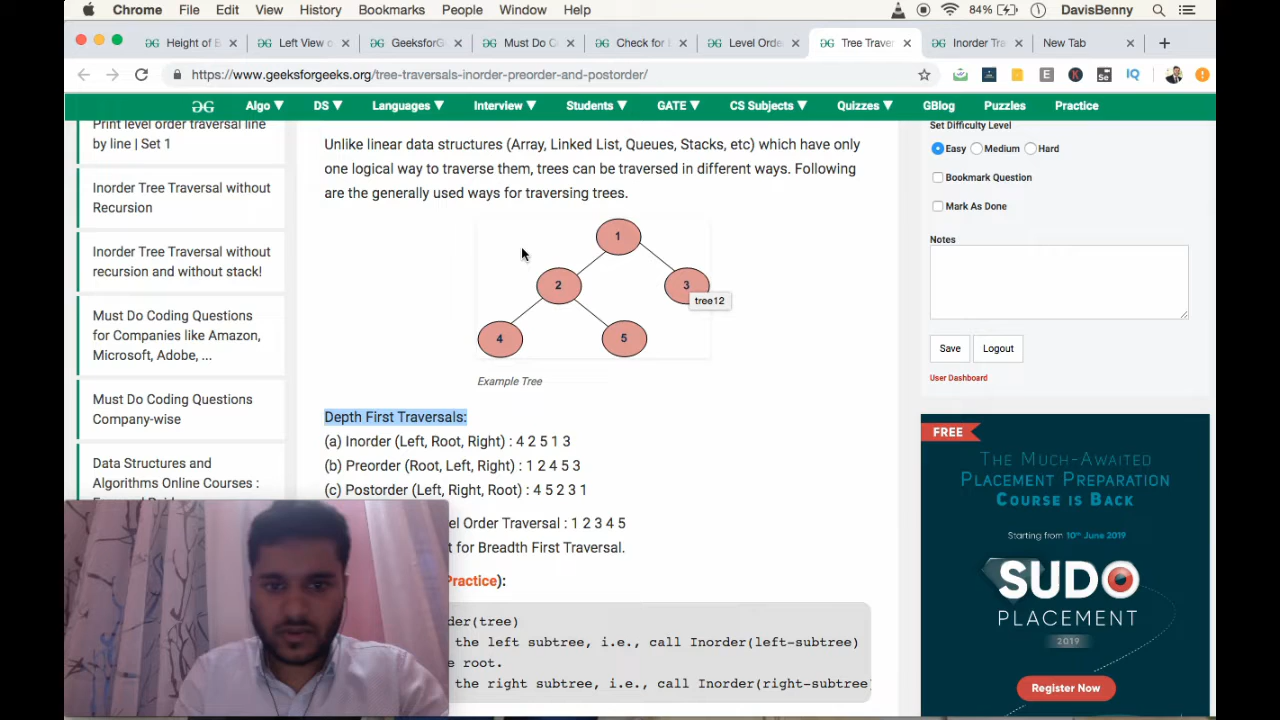 Chrome File Edit View History Bookmarks People Window Help 84% DavisBenny
Height of B Left View o GeeksforG Must Do C Check for Level Orde Tree Traver Inorder Tra New Tab
https://www.geeksforgeeks.org/tree-traversals-inorder-preorder-and-postorder/
E K Se IQ
Algo ▼ DS ▼ Languages ▼ Interview ▼ Students ▼ GATE ▼ CS Subjects ▼ Quizzes ▼ GBlog Puzzles Practice
Print level order traversal line
by line | Set 1
Inorder Tree Traversal without
Recursion
Inorder Tree Traversal without
recursion and without stack!
Must Do Coding Questions
for Companies like Amazon,
Microsoft, Adobe, ...
Must Do Coding Questions
Company-wise
Data Structures and
Algorithms Online Courses :
Unlike linear data structures (Array, Linked List, Queues, Stacks, etc) which have only
one logical way to traverse them, trees can be traversed in different ways. Following
are the generally used ways for traversing trees.
1
2
3
tree12
4
5
Example Tree
Depth First Traversals:
(a) Inorder (Left, Root, Right) : 4 2 5 1 3
(b) Preorder (Root, Left, Right) : 1 2 4 5 3
(c) Postorder (Left, Right, Root) : 4 5 2 3 1
el Order Traversal : 1 2 3 4 5
t for Breadth First Traversal.
Practice):
der(tree)
the left subtree, i.e., call Inorder(left-subtree)
e root.
the right subtree, i.e., call Inorder(right-subtree
Set Difficulty Level
Easy Medium Hard
Bookmark Question
Mark As Done
Notes
Save Logout
User Dashboard
FREE
The Much-Awaited
Placement Preparation
Course is Back
Starting from 10th June 2019
SUDO
PLACEMENT
2019
Register Now